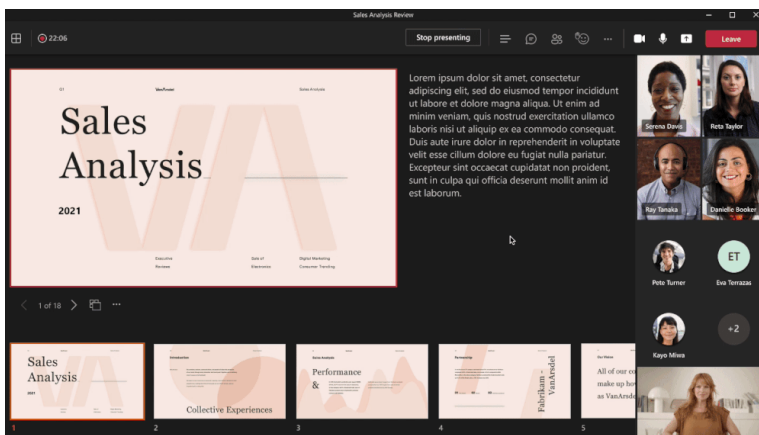 Sales Analysis Review
22:06
Stop presenting
Leave
01 VanArsdel Sales Analysis
Sales
Analysis
2021
Executive Sale of Digital Marketing
Reviews Electronics Consumer Trending
Lorem ipsum dolor sit amet, consectetur
adipiscing elit, sed do eiusmod tempor incididunt
ut labore et dolore magna aliqua. Ut enim ad
minim veniam, quis nostrud exercitation ullamco
laboris nisi ut aliquip ex ea commodo consequat.
Duis aute irure dolor in reprehenderit in voluptate
velit esse cillum dolore eu fugiat nulla pariatur.
Excepteur sint occaecat cupidatat non proident,
sunt in culpa qui officia deserunt mollit anim id
est laborum.
Serena Davis Reta Taylor
Ray Tanaka Danielle Booker
ET
Pete Turner Eva Terrazas
+2
Kayo Miwa
1 of 18
Sales
Analysis
2021
1
Introduction
Collective Experiences
2
Sales Analysis
Performance
&
3
Partnership
Fabrikam -
VanArsdel
4
Our Voice
All of our co
make up how
as VanArsde
5